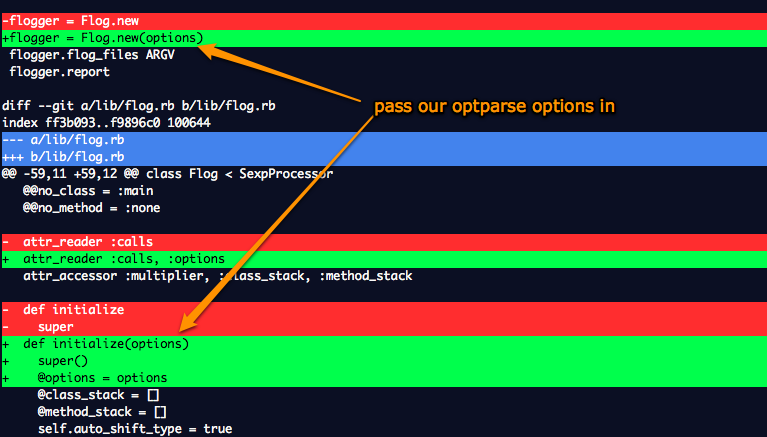 -flogger = Flog.new
+flogger = Flog.new(options)
 flogger.flog_files ARGV
 flogger.report
pass our optparse options in
diff --git a/lib/flog.rb b/lib/flog.rb
index ff3b093..f9896c0 100644
--- a/lib/flog.rb
+++ b/lib/flog.rb
@@ -59,11 +59,12 @@ class Flog < SexpProcessor
   @@no_class = :main
   @@no_method = :none
-  attr_reader :calls
+  attr_reader :calls, :options
   attr_accessor :multiplier, :class_stack, :method_stack
-  def initialize
-    super
+  def initialize(options)
+    super()
+    @options = options
     @class_stack = []
     @method_stack = []
     self.auto_shift_type = true